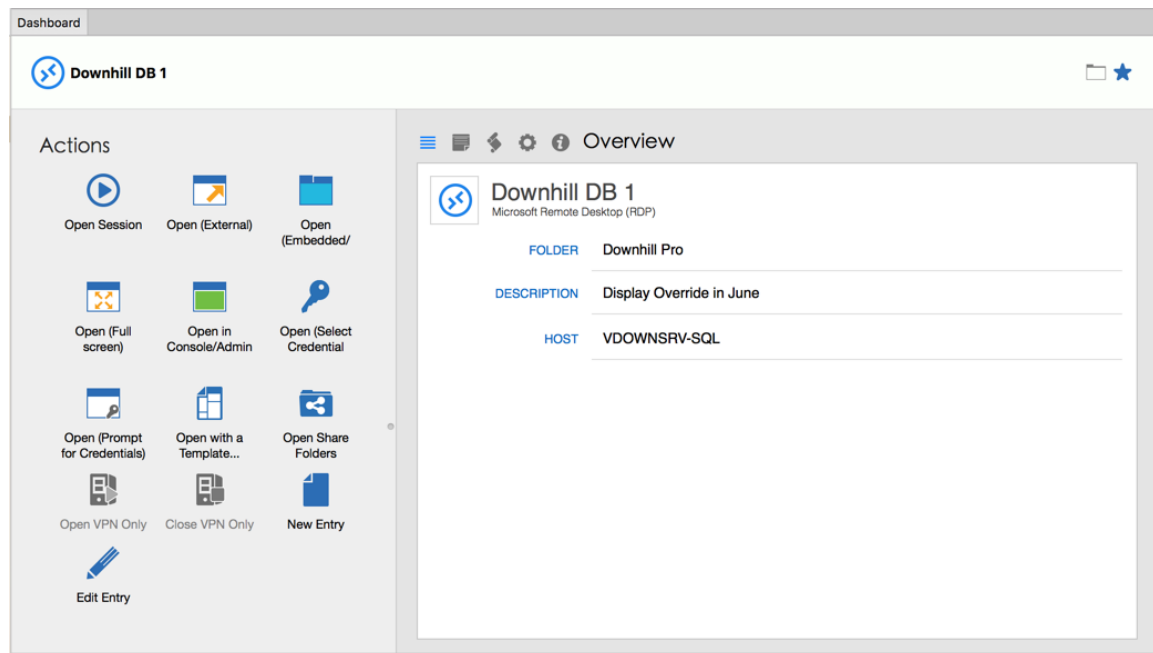 Dashboard
Downhill DB 1
Actions
Open Session
Open (External)
Open
(Embedded/
Open (Full
screen)
Open in
Console/Admin
Open (Select
Credential
Open (Prompt
for Credentials)
Open with a
Template...
Open Share
Folders
Open VPN Only
Close VPN Only
New Entry
Edit Entry
Overview
Downhill DB 1
Microsoft Remote Desktop (RDP)
FOLDER Downhill Pro
DESCRIPTION Display Override in June
HOST VDOWNSRV-SQL